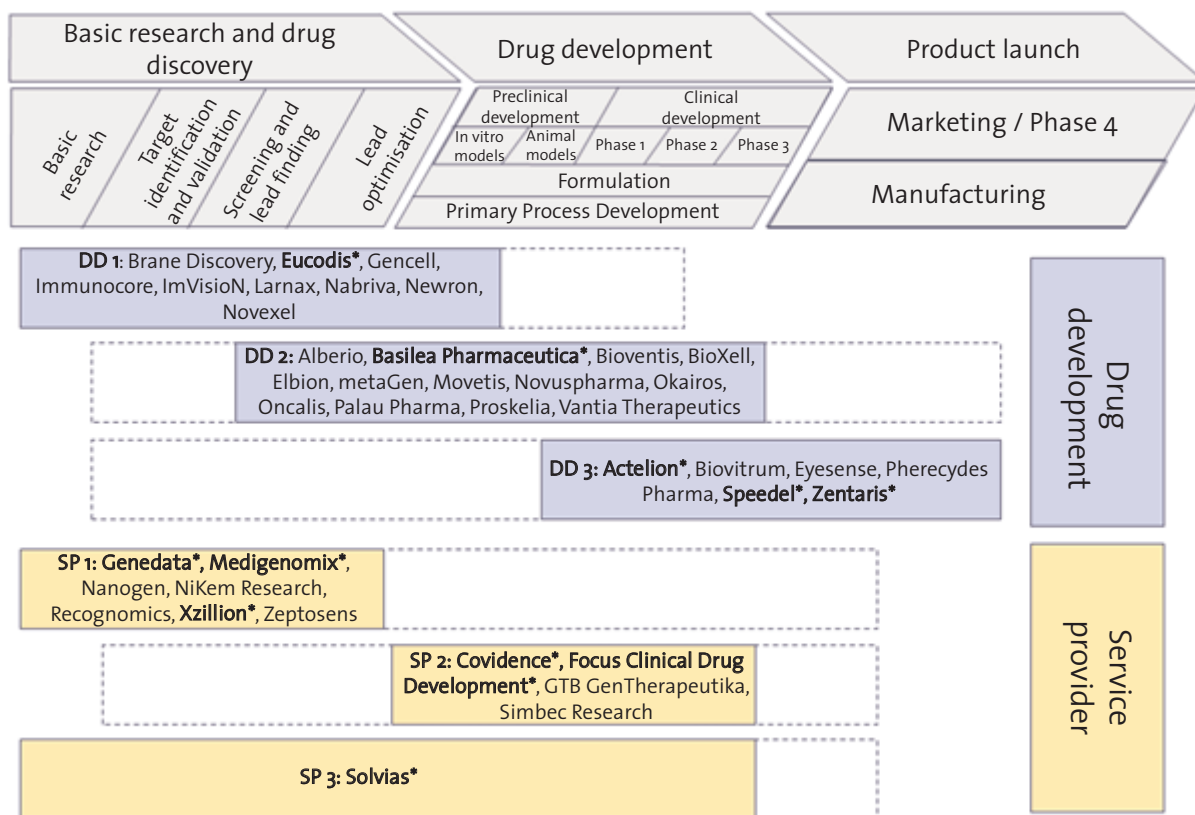 Basic research and drug
discovery
Drug development
Product launch
Basic
research
Target
identification
and validation
Screening and
lead finding
Lead
optimisation
Preclinical
development
Clinical
development
In vitro
models
Animal
models
Phase 1
Phase 2
Phase 3
Formulation
Primary Process Development
Marketing / Phase 4
Manufacturing
DD 1: Brane Discovery, Eucodis*, Gencell,
Immunocore, ImVisioN, Larnax, Nabriva, Newron,
Novexel
DD 2: Alberio, Basilea Pharmaceutica*, Bioventis, BioXell,
Elbion, metaGen, Movetis, Novuspharma, Okairos,
Oncalis, Palau Pharma, Proskelia, Vantia Therapeutics
DD 3: Actelion*, Biovitrum, Eyesense, Pherecydes
Pharma, Speedel*, Zentaris*
Drug
development
SP 1: Genedata*, Medigenomix*,
Nanogen, NiKem Research,
Recognomics, Xzillion*, Zeptosens
SP 2: Covidence*, Focus Clinical Drug
Development*, GTB GenTherapeutika,
Simbec Research
SP 3: Solvias*
Service
provider